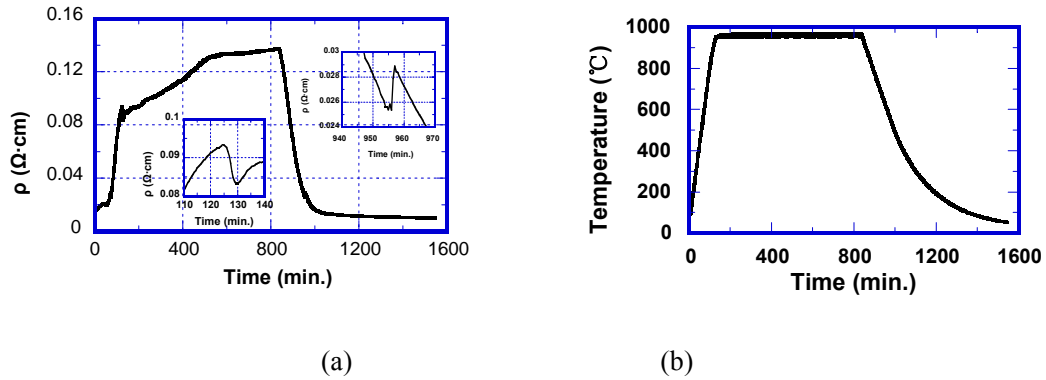 0.16
0.12
0.08
0.04
0
ρ (Ω·cm)
0 400 800 1200 1600
Time (min.)
0.1
0.09
0.08
ρ (Ω·cm)
110 120 130 140
Time (min.)
0.03
0.028
0.026
0.024
ρ (Ω·cm)
940 950 960 970
Time (min.)
(a)
1000
800
600
400
200
0
Temperature (℃)
0 400 800 1200 1600
Time (min.)
(b)